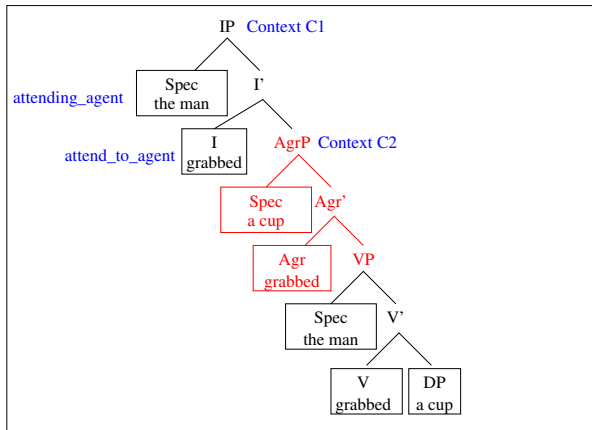 IP Context C1
Spec
the man
I'
attending_agent
I
grabbed
attend_to_agent
AgrP Context C2
Spec
a cup
Agr'
Agr
grabbed
VP
Spec
the man
V'
V
grabbed
DP
a cup